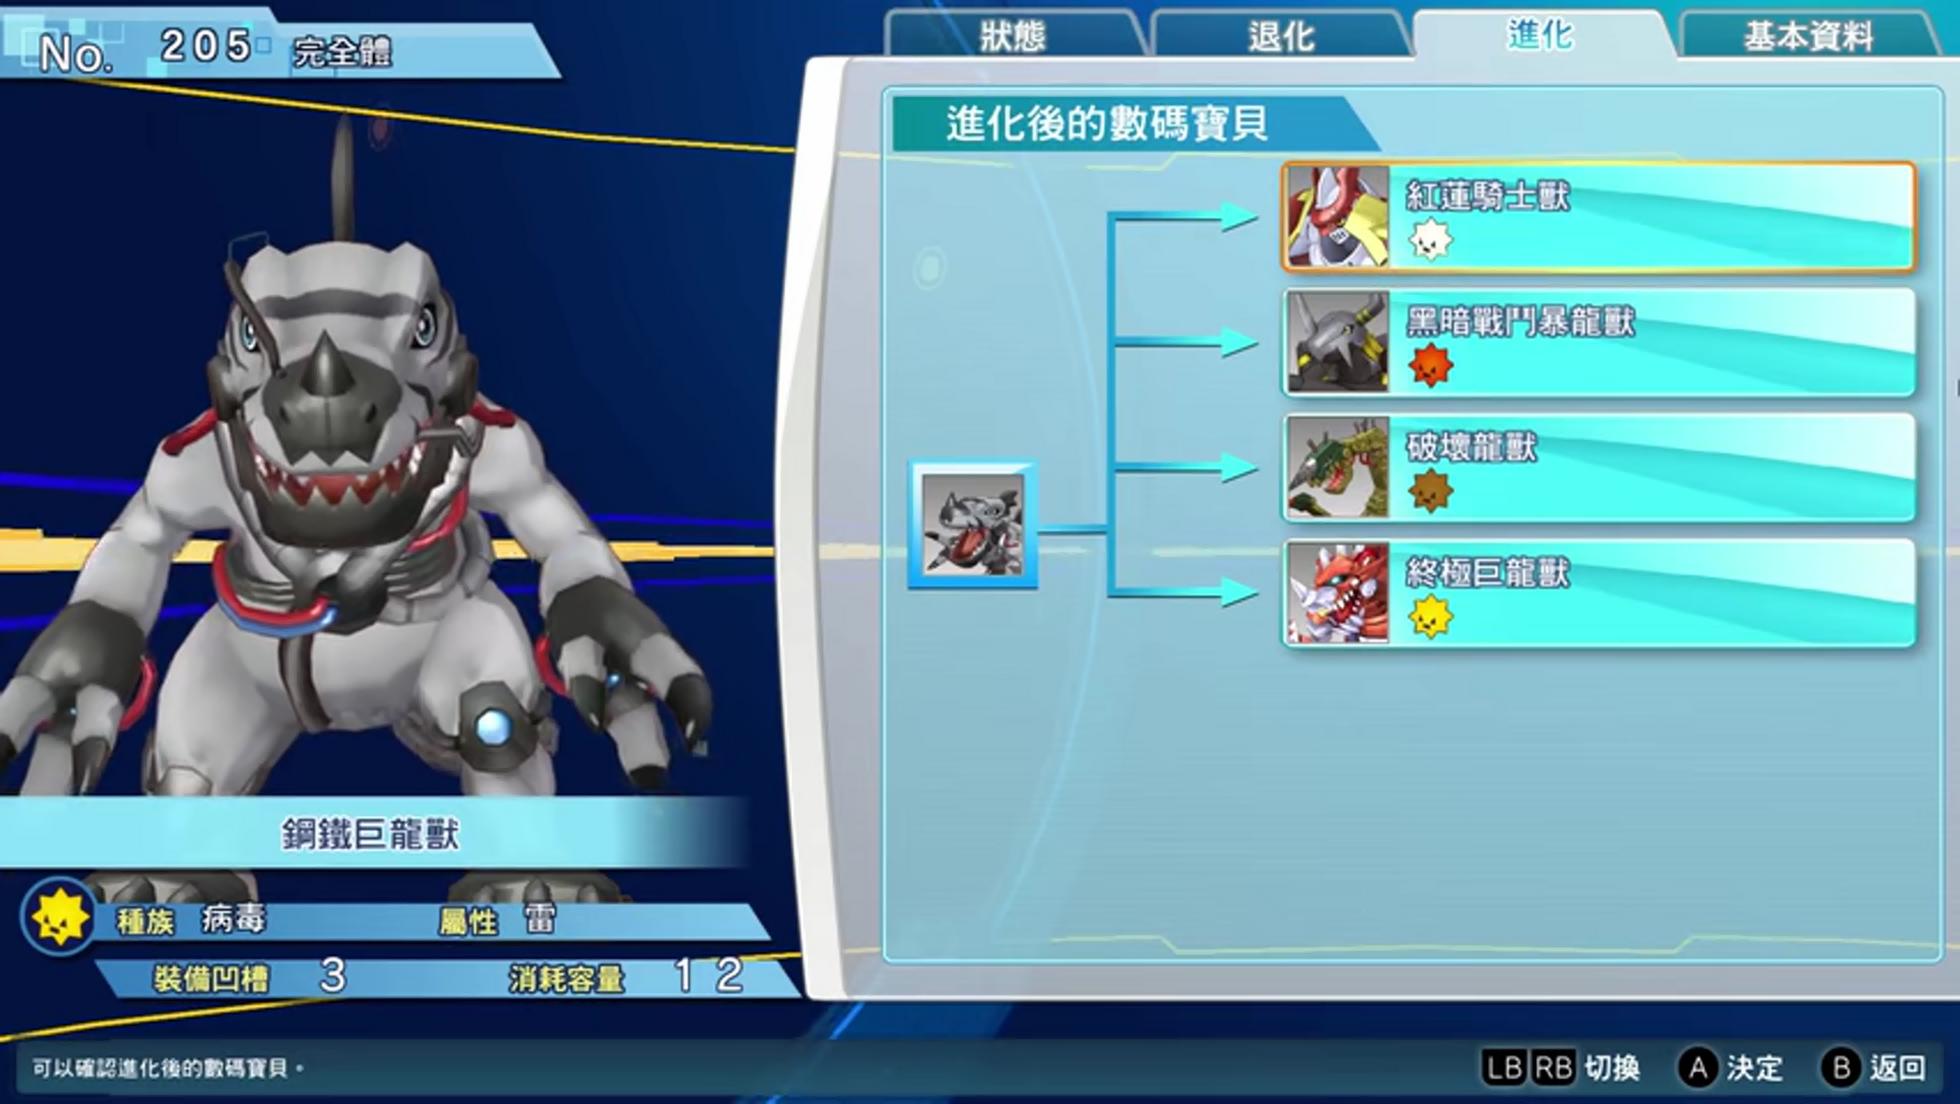 No. 205 完全體
狀態 退化 進化 基本資料
進化後的數碼寶貝
紅蓮騎士獸
黑暗戰鬥暴龍獸
破壞龍獸
終極巨龍獸
鋼鐵巨龍獸
種族 病毒 屬性 雷
裝備凹槽 3 消耗容量 12
可以確認進化後的數碼寶貝。
LB RB 切換 A 決定 B 返回